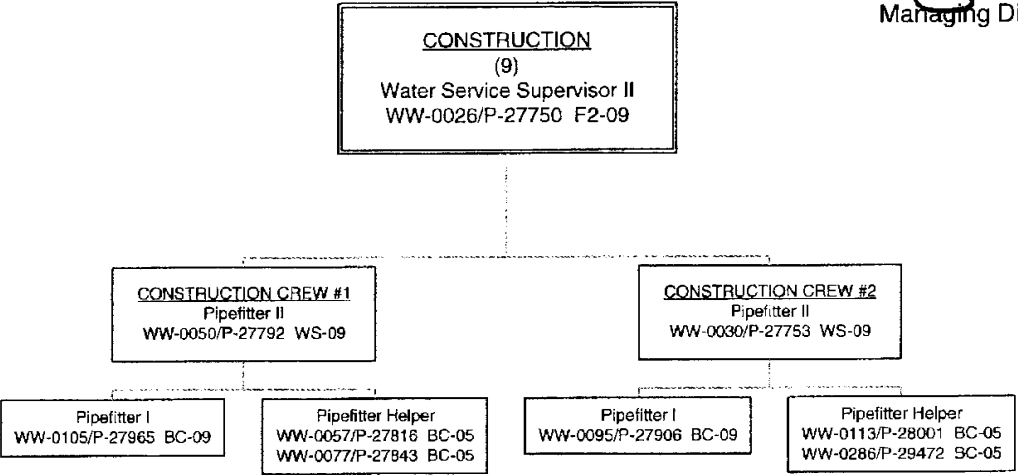 Managing Di
CONSTRUCTION
(9)
Water Service Supervisor II
WW-0026/P-27750 F2-09
CONSTRUCTION CREW #1
Pipefitter II
WW-0050/P-27792 WS-09
CONSTRUCTION CREW #2
Pipefitter II
WW-0030/P-27753 WS-09
Pipefitter I
WW-0105/P-27965 BC-09
Pipefitter Helper
WW-0057/P-27816 BC-05
WW-0077/P-27843 BC-05
Pipefitter I
WW-0095/P-27906 BC-09
Pipefitter Helper
WW-0113/P-28001 BC-05
WW-0286/P-29472 BC-05